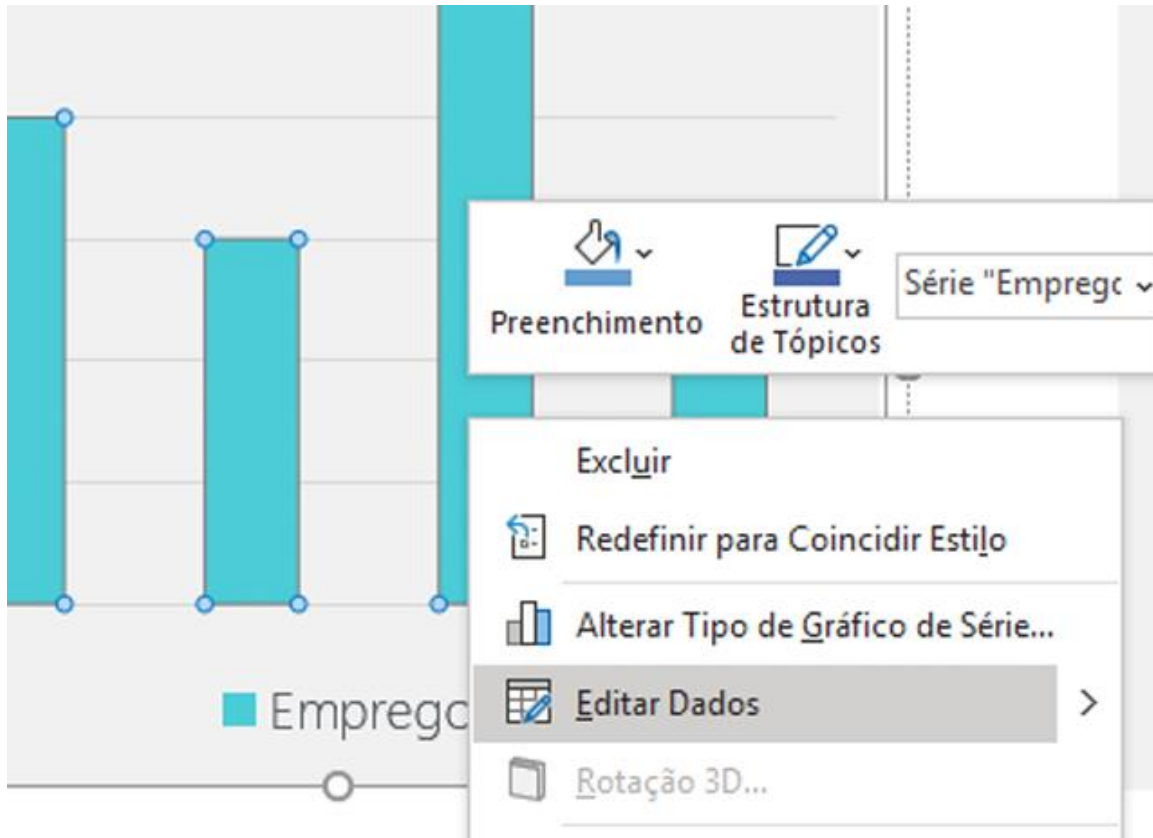 Preenchimento
Estrutura
de Tópicos
Série "Emprego
Excluir
Redefinir para Coincidir Estilo
Alterar Tipo de Gráfico de Série...
Editar Dados
Emprego
Rotação 3D...